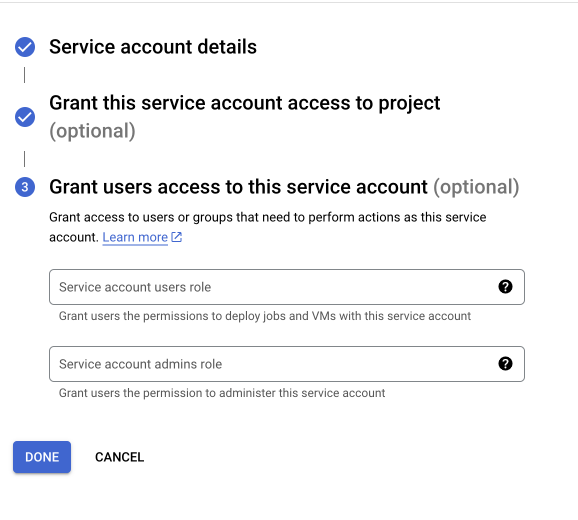 Service account details
Grant this service account access to project
(optional)
3 Grant users access to this service account (optional)
Grant access to users or groups that need to perform actions as this service
account. Learn more
Service account users role ?
Grant users the permissions to deploy jobs and VMs with this service account
Service account admins role ?
Grant users the permission to administer this service account
DONE CANCEL